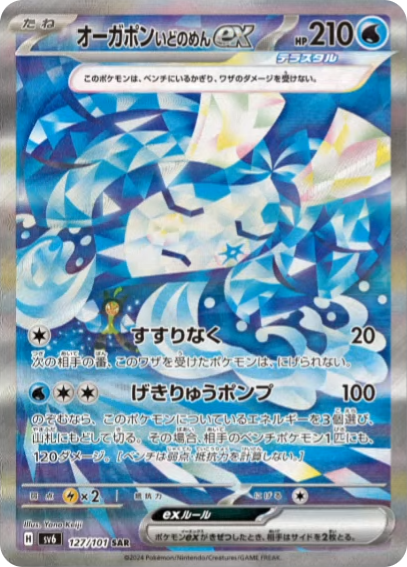 たね
オーガポンいどのめんex
HP210
テラスタル
このポケモンは、ベンチにいるかぎり、ワザのダメージを受けない。
すすりなく 20
次の相手の番、このワザを受けたポケモンは、にげられない。
げきりゅうポンプ 100
のぞむなら、このポケモンについているエネルギーを3個選び、
山札にもどして切る。その場合、相手のベンチポケモン1匹にも、
120ダメージ。[ベンチは弱点・抵抗力を計算しない。]
弱点 ×2 抵抗力 にげる
Illus. Yano Keiji
H SV6 127/101 SAR
exルール
ポケモンexがきぜつしたとき、相手はサイドを2枚とる。
©2024 Pokémon/Nintendo/Creatures/GAME FREAK.